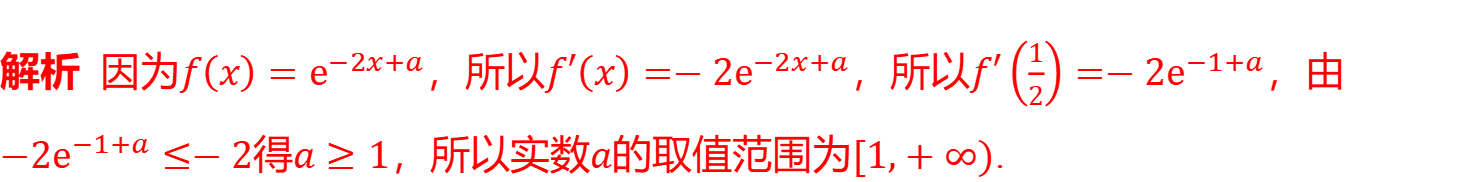 解析 因为f(x) = e^{-2x+a}，所以f′(x) =− 2e^{-2x+a}，所以f′(1/2) =− 2e^{-1+a}，由
−2e^{-1+a} ≤− 2得a ≥ 1，所以实数a的取值范围为[1, + ∞).